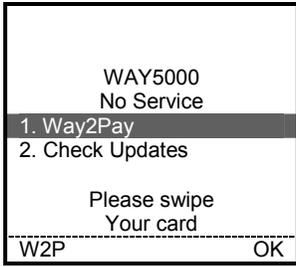 WAY5000
No Service
1. Way2Pay
2. Check Updates
Please swipe
Your card
W2P OK